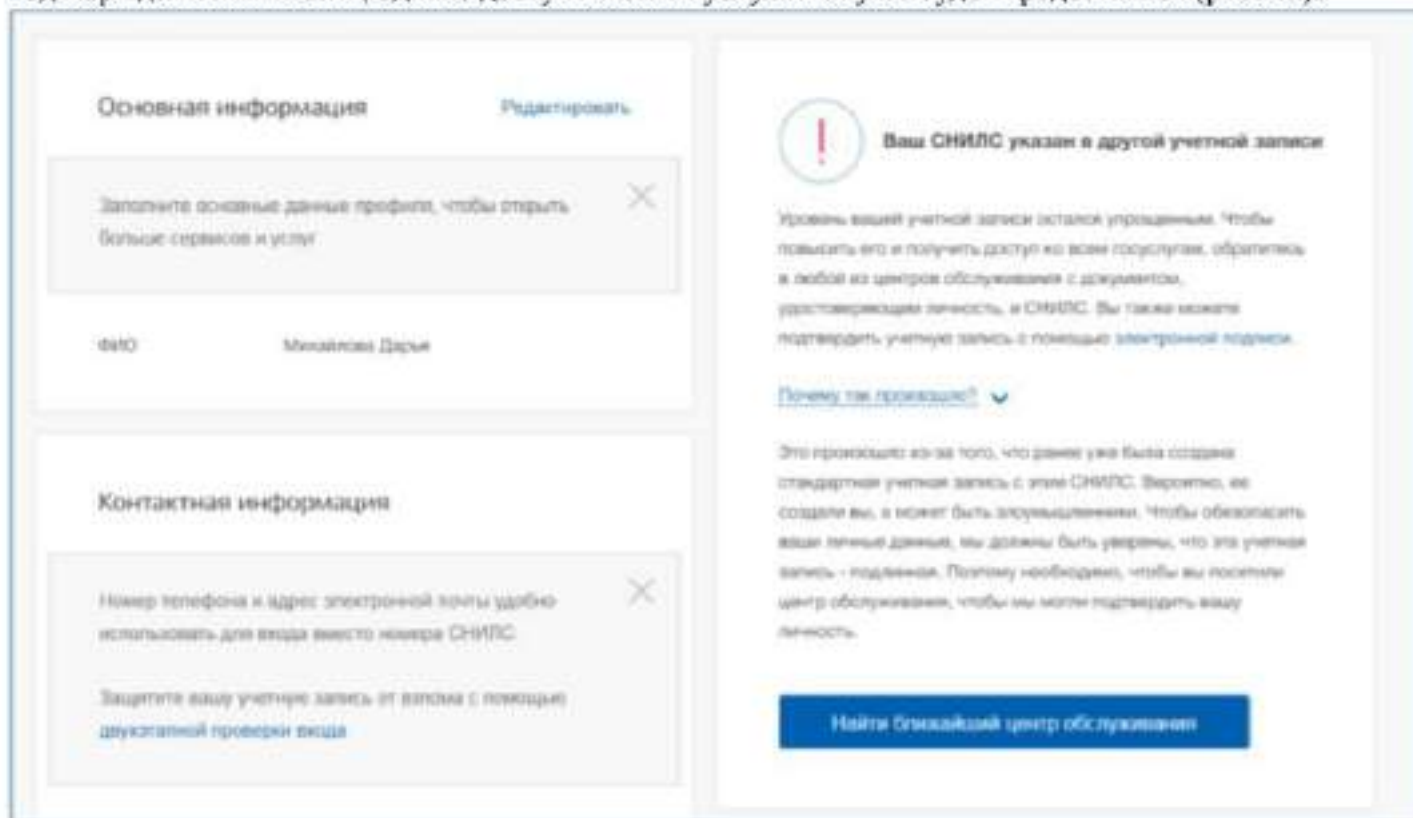 Основная информация
Редактировать
Заполните основные данные профиля, чтобы открыть
больше сервисов и услуг
ФИО
Михайлова Дарья
Контактная информация
Номер телефона и адрес электронной почты удобно
использовать для входа вместо номера СНИЛС
Защитите вашу учетную запись от взлома с помощью
двухэтапной проверки входа
Ваш СНИЛС указан в другой учетной записи
Уровень вашей учетной записи остался упрощенным. Чтобы
повысить его и получить доступ ко всем госуслугам, обратитесь
в любой из центров обслуживания с документом,
удостоверяющим личность, и СНИЛС. Вы также можете
подтвердить учетную запись с помощью электронной подписи.
Почему так произошло?
Это произошло из-за того, что ранее уже была создана
стандартная учетная запись с этим СНИЛС. Вероятно, ее
создали вы, а может быть злоумышленники. Чтобы обезопасить
ваши личные данные, мы должны быть уверены, что эта учетная
запись - подлинная. Поэтому необходимо, чтобы вы посетили
центр обслуживания, чтобы мы могли подтвердить вашу
личность.
Найти ближайший центр обслуживания